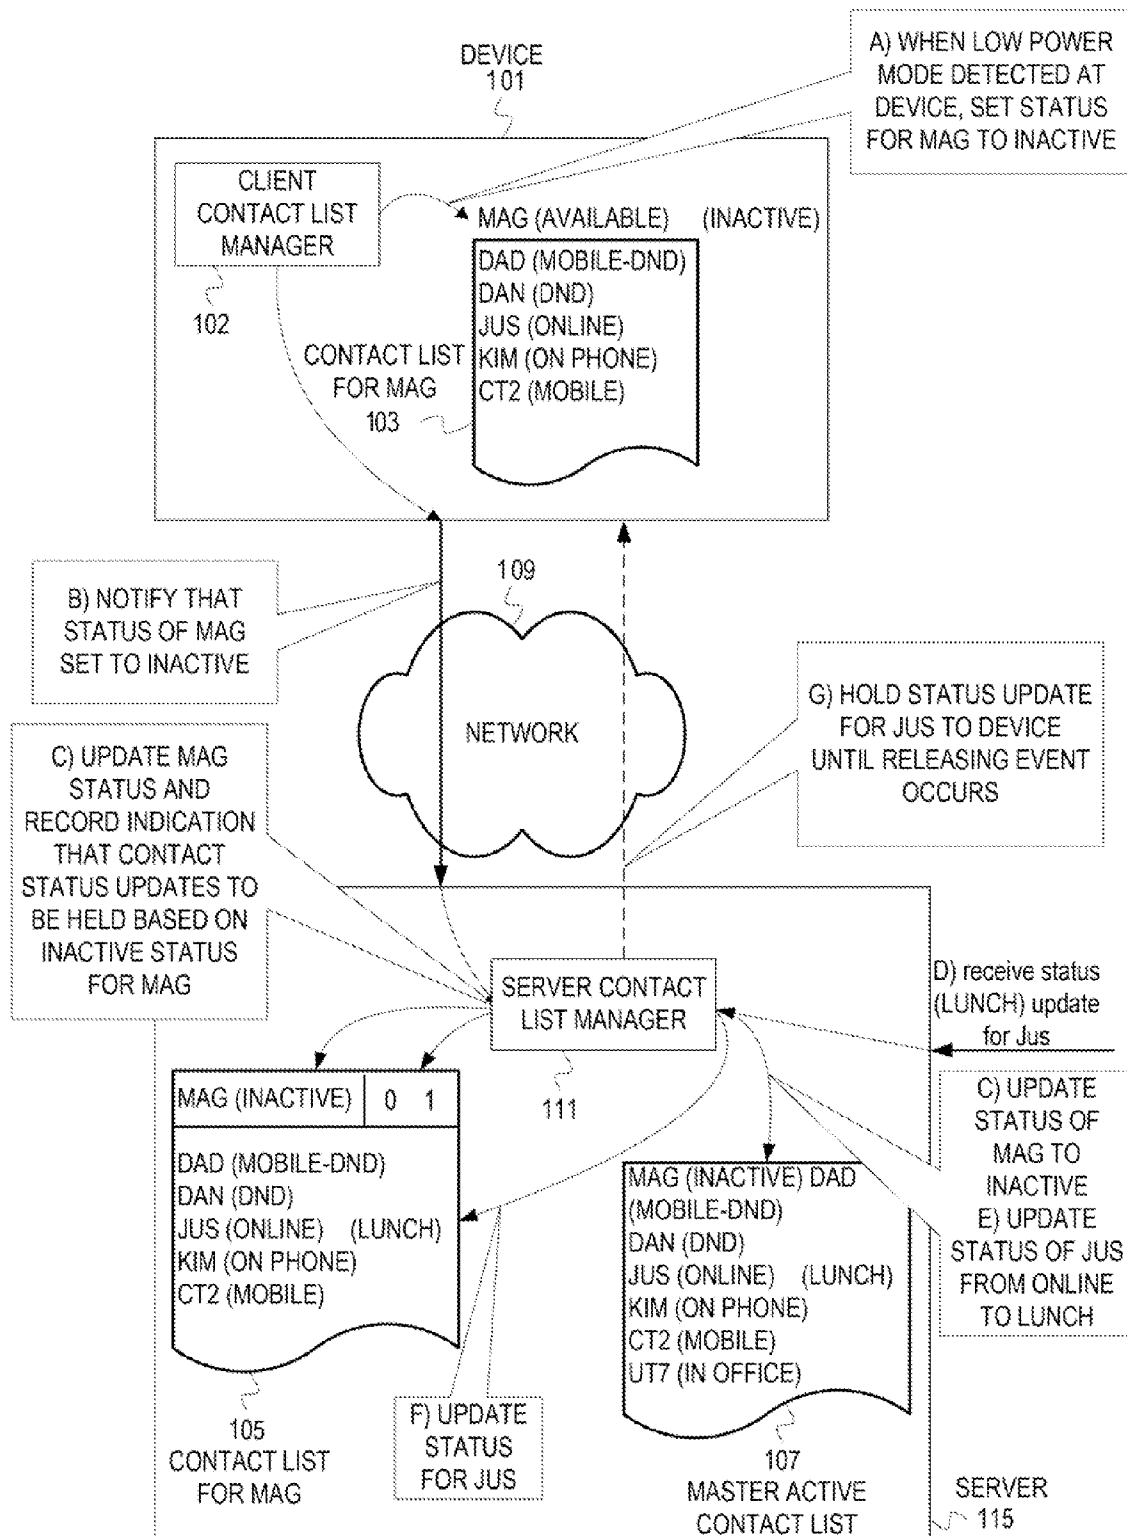 DEVICE
101
A) WHEN LOW POWER
MODE DETECTED AT
DEVICE, SET STATUS
FOR MAG TO INACTIVE
CLIENT
CONTACT LIST
MANAGER
102
MAG (AVAILABLE) (INACTIVE)
DAD (MOBILE-DND)
DAN (DND)
JUS (ONLINE)
KIM (ON PHONE)
CT2 (MOBILE)
CONTACT LIST
FOR MAG
103
B) NOTIFY THAT
STATUS OF MAG
SET TO INACTIVE
109
NETWORK
G) HOLD STATUS UPDATE
FOR JUS TO DEVICE
UNTIL RELEASING EVENT
OCCURS
C) UPDATE MAG
STATUS AND
RECORD INDICATION
THAT CONTACT
STATUS UPDATES TO
BE HELD BASED ON
INACTIVE STATUS
FOR MAG
SERVER CONTACT
LIST MANAGER
111
D) receive status
(LUNCH) update
for Jus
MAG (INACTIVE) 0 1
DAD (MOBILE-DND)
DAN (DND)
JUS (ONLINE) (LUNCH)
KIM (ON PHONE)
CT2 (MOBILE)
105
CONTACT LIST
FOR MAG
F) UPDATE
STATUS
FOR JUS
MAG (INACTIVE) DAD
(MOBILE-DND)
DAN (DND)
JUS (ONLINE) (LUNCH)
KIM (ON PHONE)
CT2 (MOBILE)
UT7 (IN OFFICE)
107
MASTER ACTIVE
CONTACT LIST
C) UPDATE
STATUS OF
MAG TO
INACTIVE
E) UPDATE
STATUS OF JUS
FROM ONLINE
TO LUNCH
SERVER
115